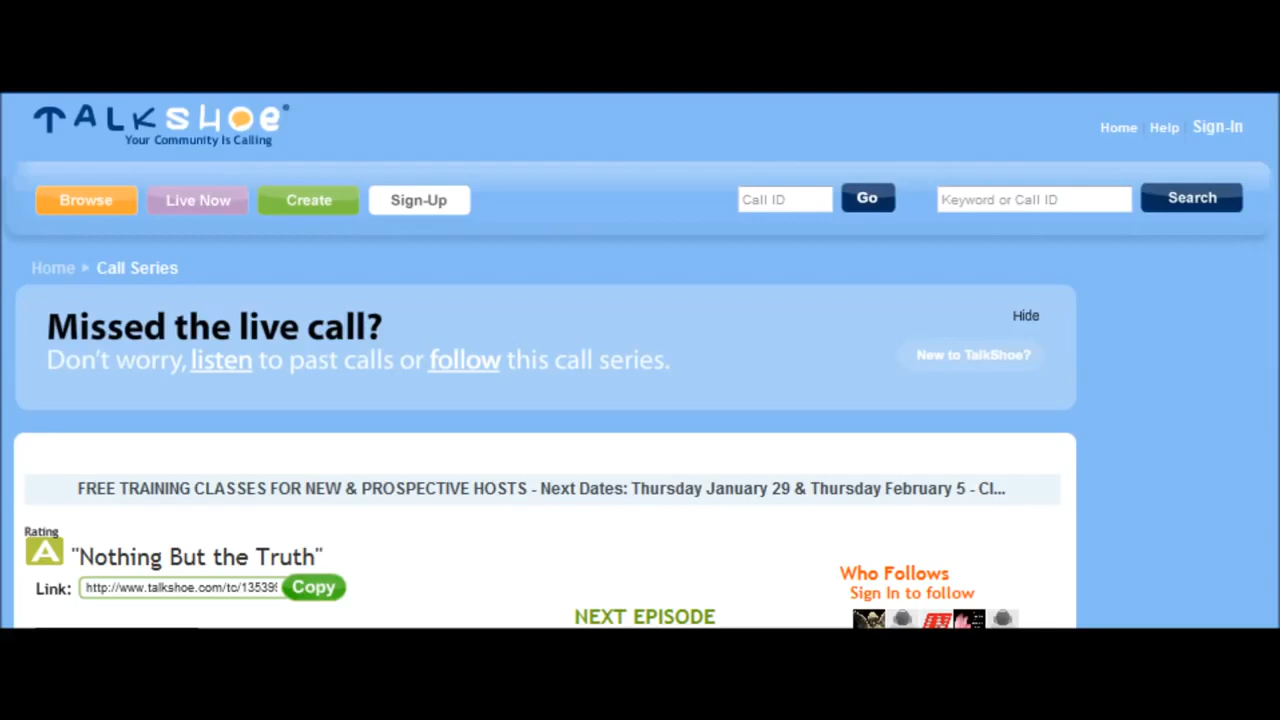 TALKSHOE
Your Community Is Calling
Home Help Sign-In
Browse Live Now Create Sign-Up Call ID Go Keyword or Call ID Search
Home Call Series
Missed the live call?
Hide
Don't worry, listen to past calls or follow this call series.
New to TalkShoe?
FREE TRAINING CLASSES FOR NEW & PROSPECTIVE HOSTS - Next Dates: Thursday January 29 & Thursday February 5 - Cl...
Rating
A "Nothing But the Truth"
Link: http://www.talkshoe.com/tc/13539 Copy
Who Follows
Sign In to follow
NEXT EPISODE